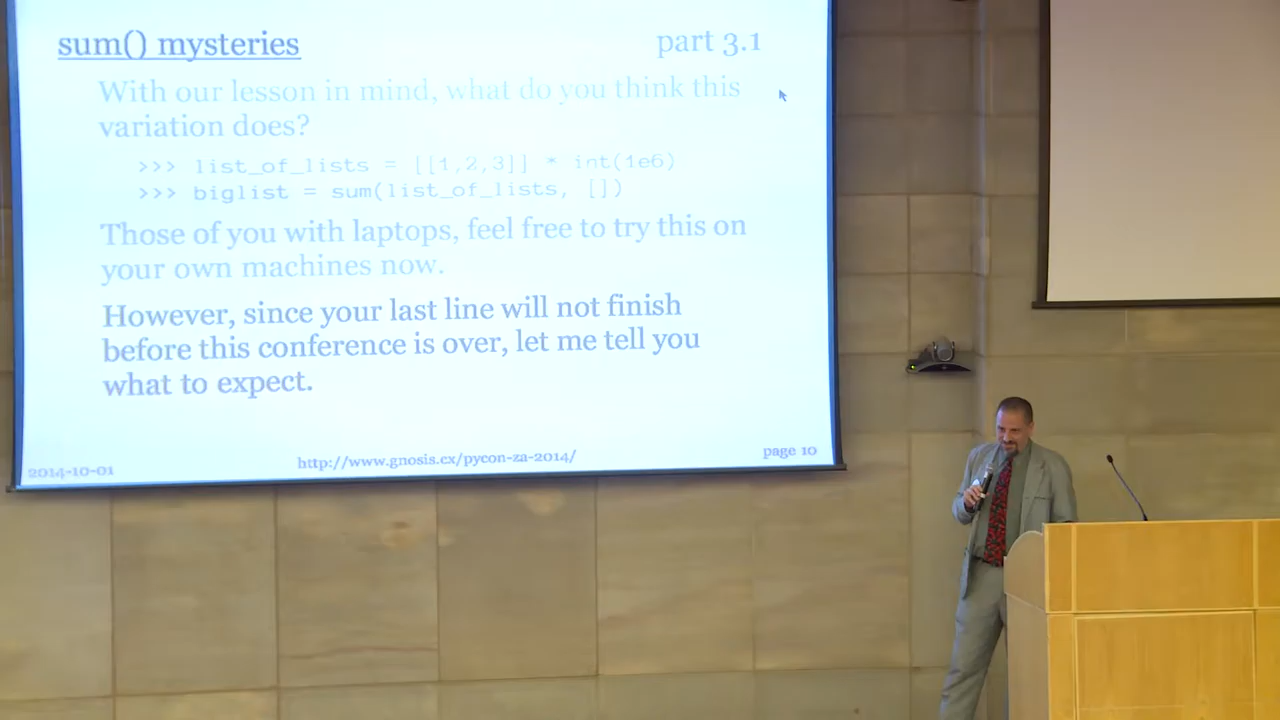 sum() mysteries part 3.1
With our lesson in mind, what do you think this
variation does?
>>> list_of_lists = [[1,2,3]] * int(1e6)
>>> biglist = sum(list_of_lists, [])
Those of you with laptops, feel free to try this on
your own machines now.
However, since your last line will not finish
before this conference is over, let me tell you
what to expect.
2014-10-01 http://www.gnosis.cx/pycon-za-2014/ page 10